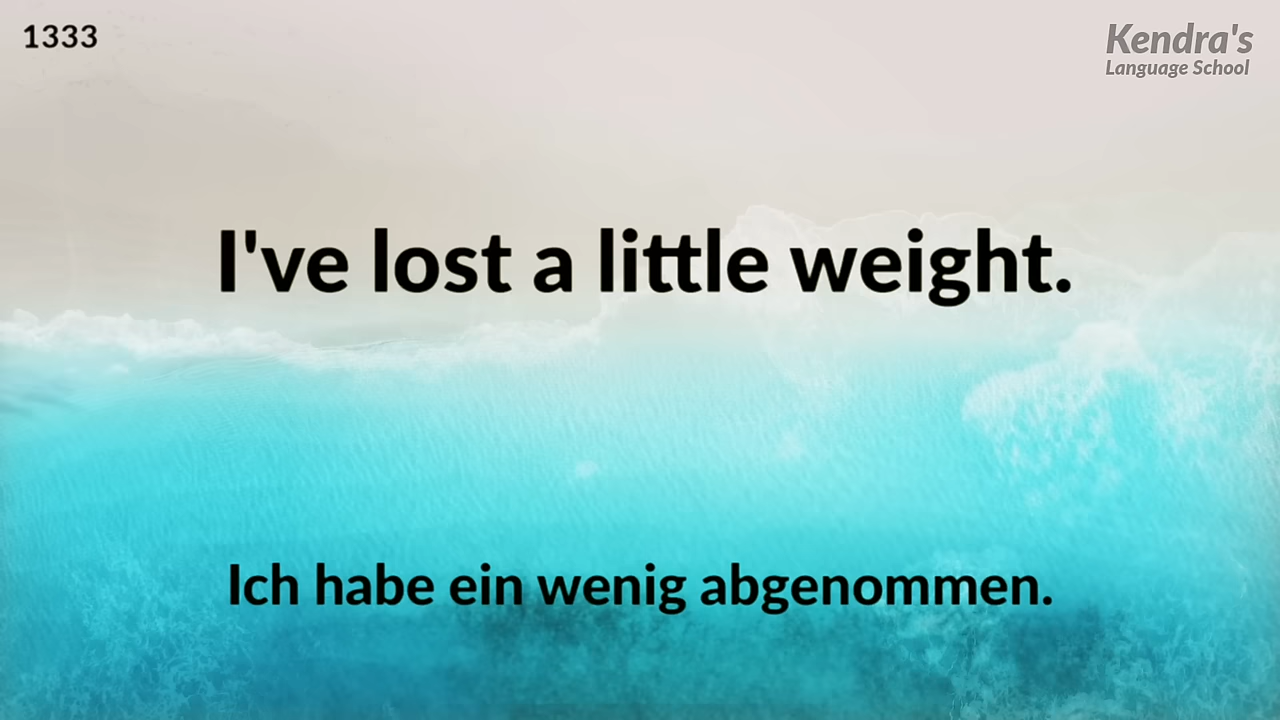 1333
Kendra's
Language School
I've lost a little weight.
Ich habe ein wenig abgenommen.